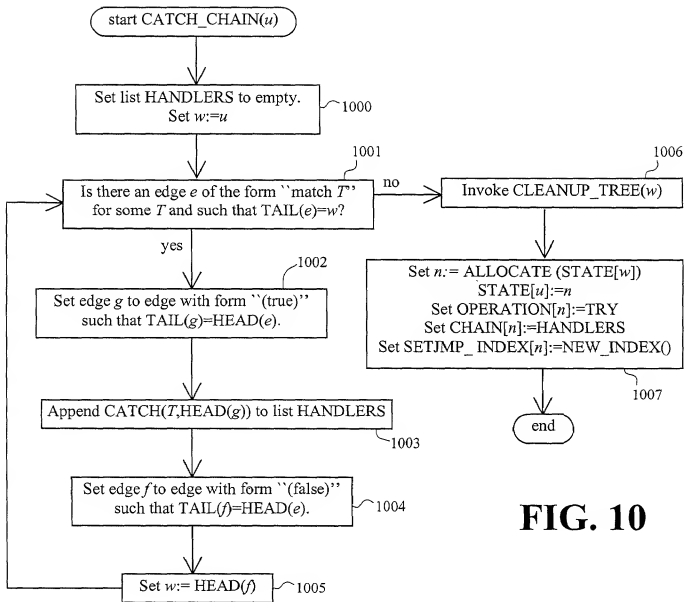 start CATCH_CHAIN(u)
Set list HANDLERS to empty.
Set w:=u
1000
1001
Is there an edge e of the form ``match T''
for some T and such that TAIL(e)=w?
no
yes
1006
Invoke CLEANUP_TREE(w)
1002
Set edge g to edge with form ``(true)''
such that TAIL(g)=HEAD(e).
Set n:= ALLOCATE (STATE[w])
STATE[u]:=n
Set OPERATION[n]:=TRY
Set CHAIN[n]:=HANDLERS
Set SETJMP_ INDEX[n]:=NEW_INDEX()
1007
end
Append CATCH(T,HEAD(g)) to list HANDLERS
1003
Set edge f to edge with form ``(false)''
such that TAIL(f)=HEAD(e).
1004
Set w:= HEAD(f)
1005
FIG. 10